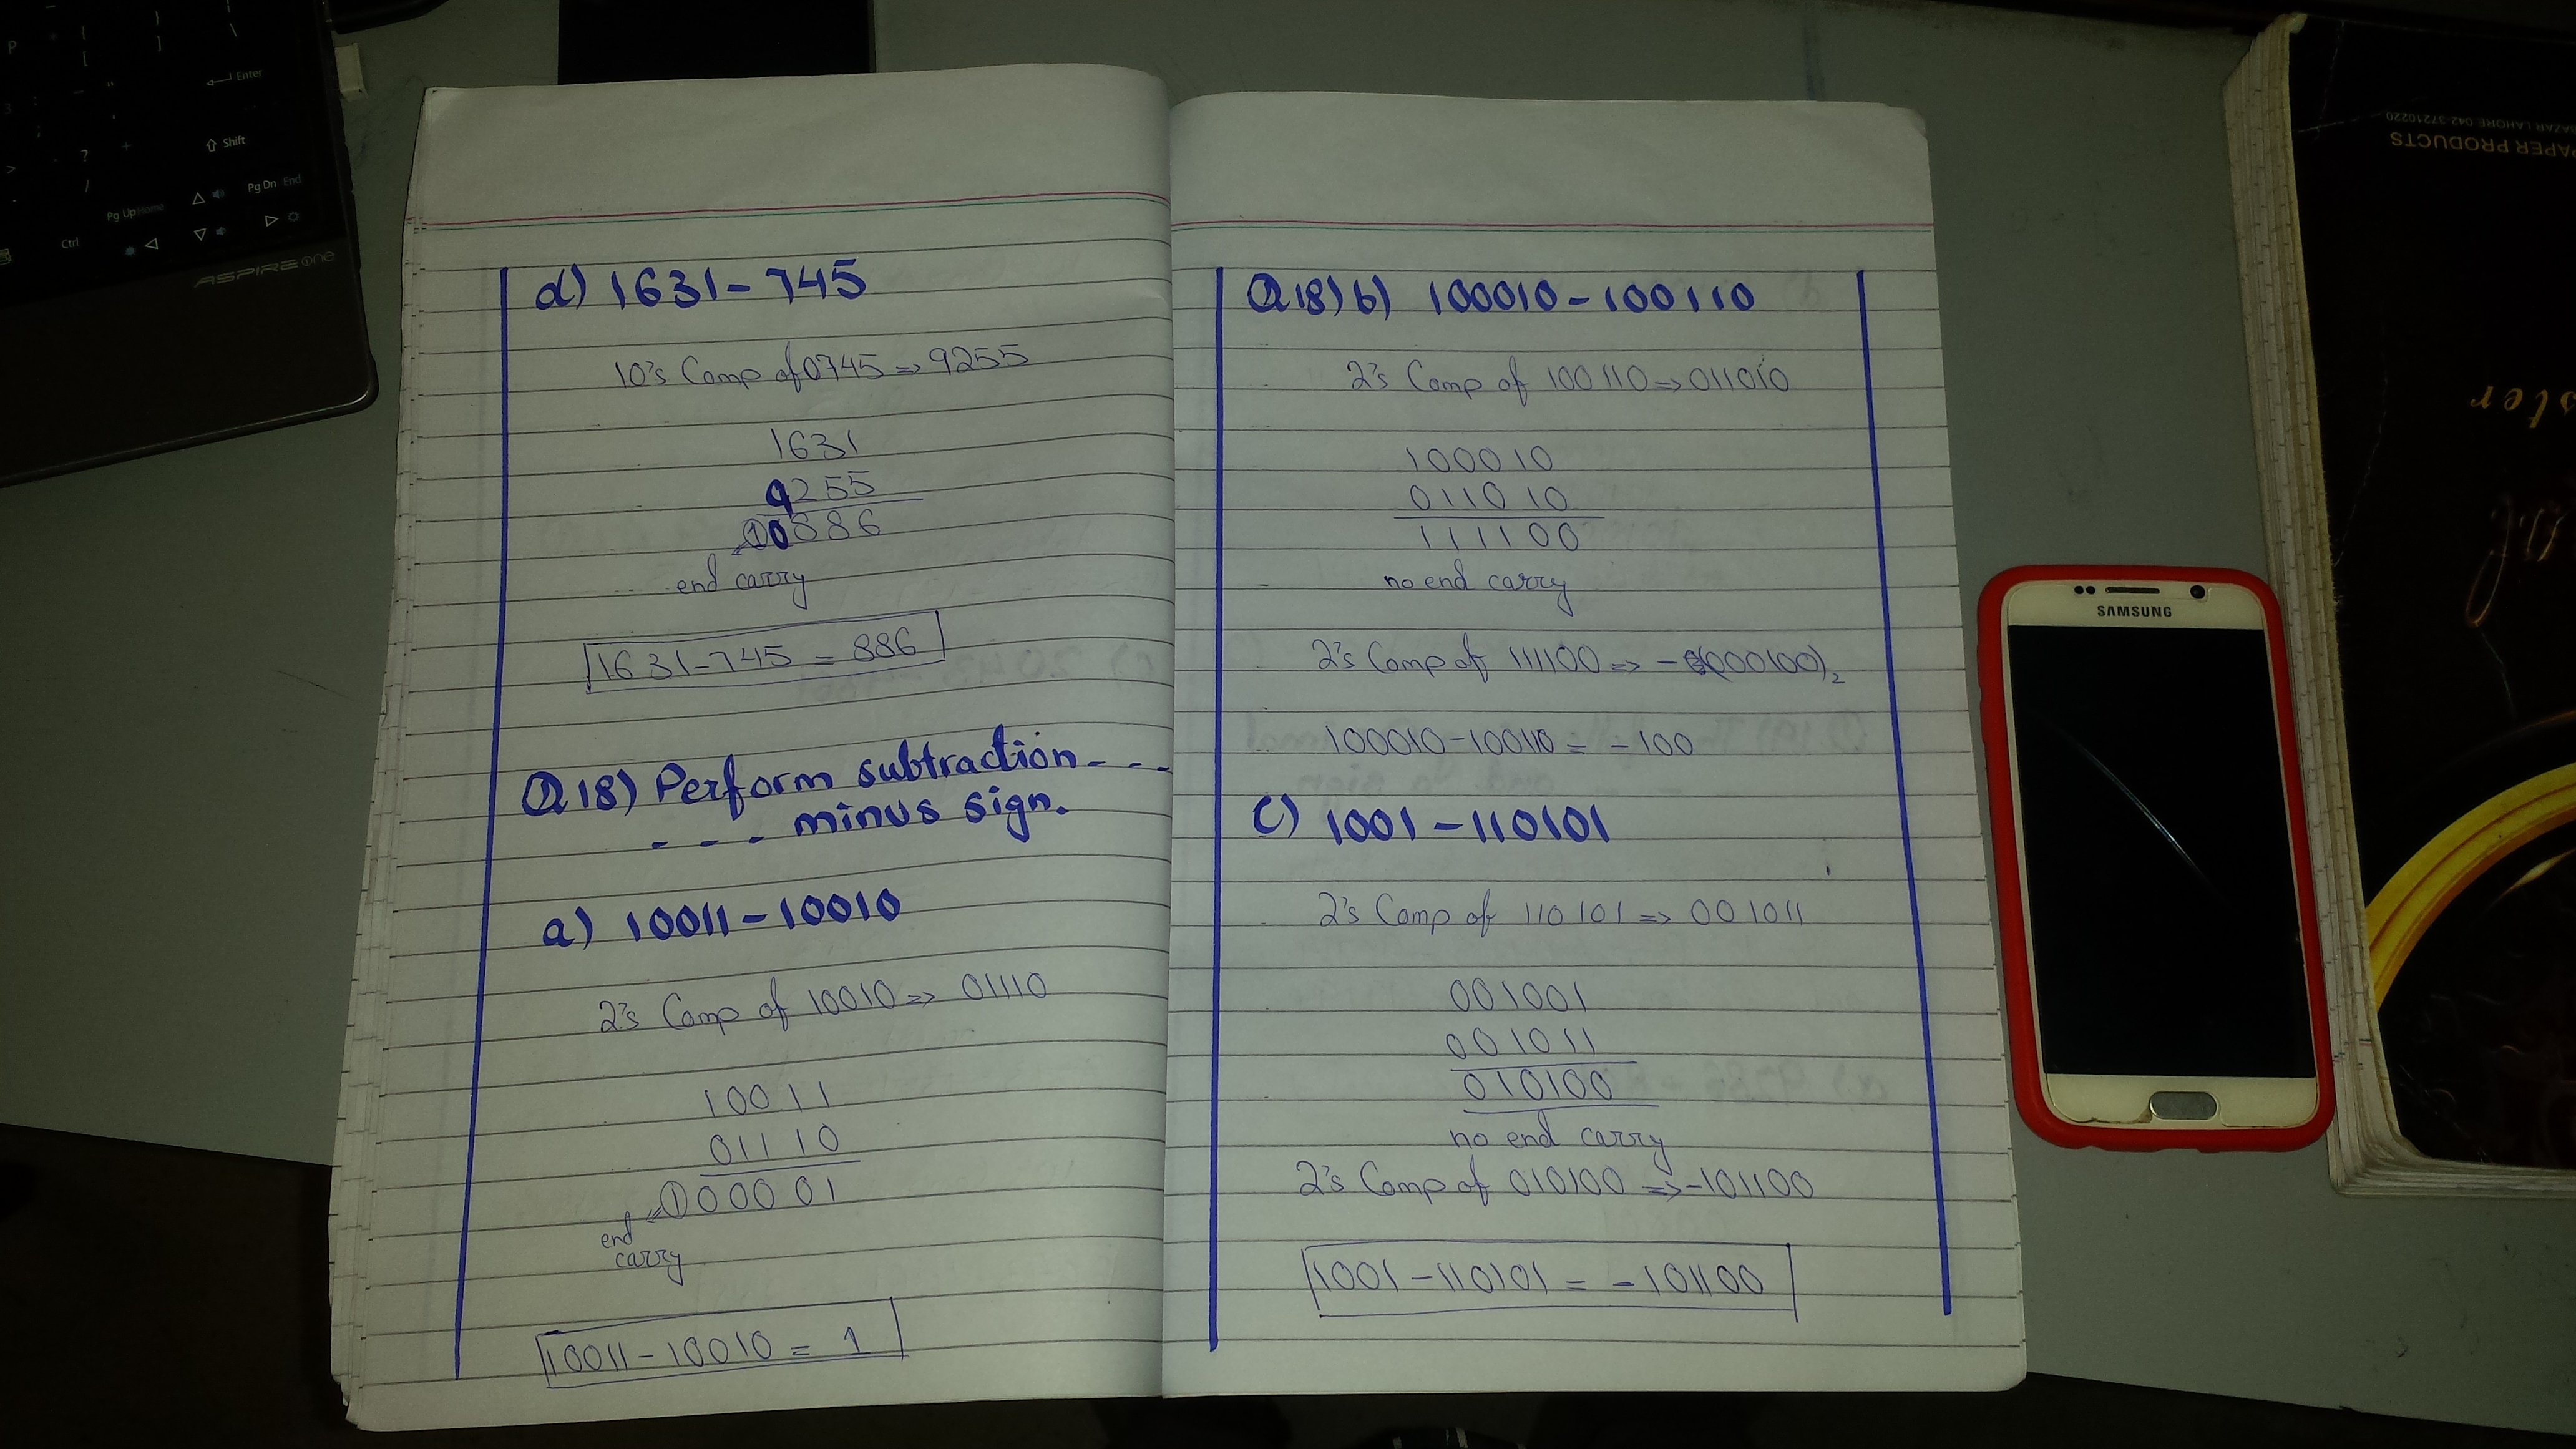 d) 1631 - 745
10's Comp of 0745 => 9255
1631
9255
①0886
end carry
1631-745 = 886
Q18) Perform subtraction - - -
- - - minus sign.
a) 10011 - 10010
2's Comp of 10010 => 01110
10011
01110
①00001
end
carry
10011 - 10010 = 1
Q18) b) 100010 - 100110
2's Comp of 100110 => 011010
100010
011010
111100
no end carry
2's Comp of 111100 => -(000100)₂
100010 - 100110 = -100
c) 1001 - 110101
2's Comp of 110101 => 001011
001001
001011
010100
no end carry
2's Comp of 010100 => -101100
1001 - 110101 = -101100
SAMSUNG
ASPIRE one
Ctrl
Pg Up
Home
Pg Dn
End
Shift
Enter
PAPER PRODUCTS
BAZAR LAHORE 042-37210220
ster